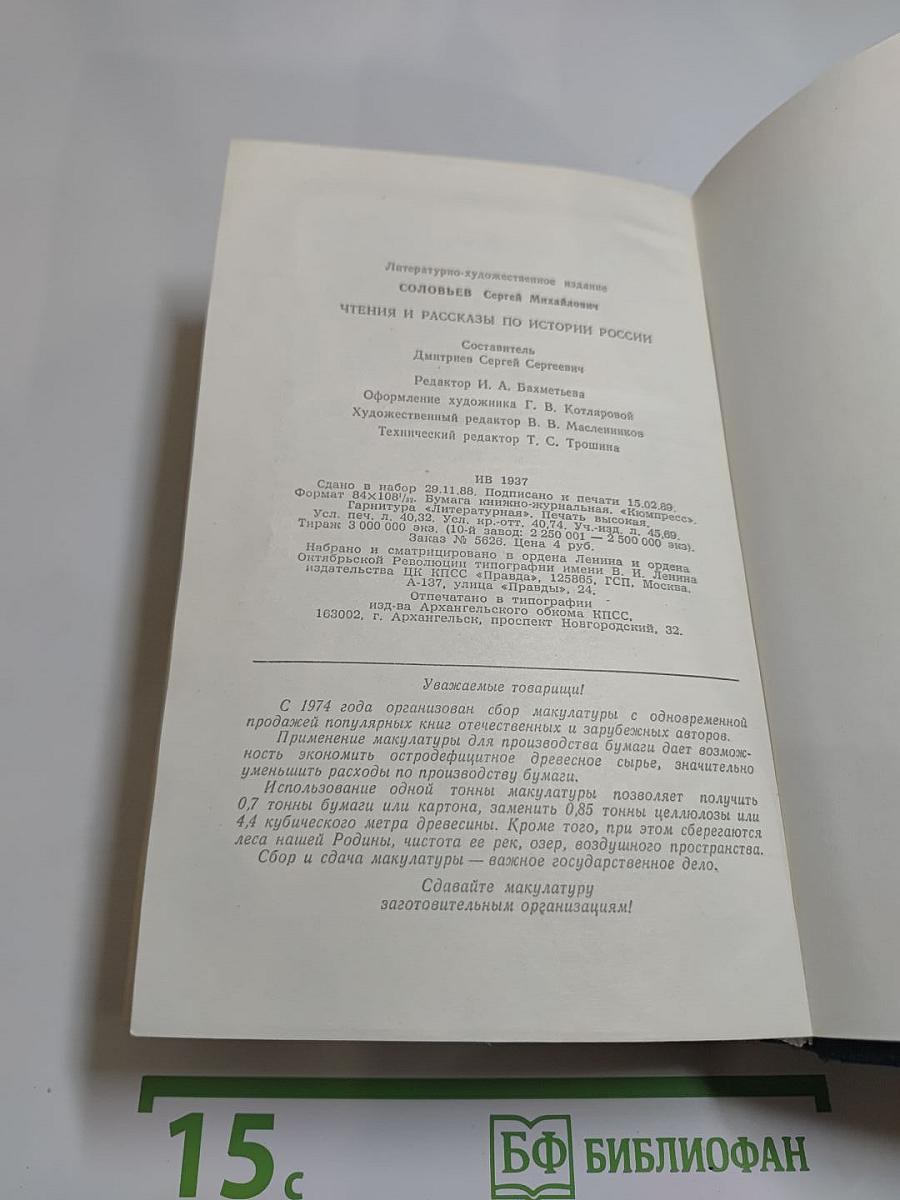 Литературно-художественное издание
СОЛОВЬЕВ Сергей Михайлович
ЧТЕНИЯ И РАССКАЗЫ ПО ИСТОРИИ РОССИИ
Составитель
Дмитриев Сергей Сергеевич
Редактор И. А. Бахметьева
Оформление художника Г. В. Котляровой
Художественный редактор В. В. Масленников
Технический редактор Т. С. Трошина
ИВ 1937
Сдано в набор 29.11.88. Подписано к печати 15.02.89.
Формат 84×108¹/₃₂. Бумага книжно-журнальная. «Кюмпресс».
Гарнитура «Литературная». Печать высокая.
Усл. печ. л. 40,32. Усл. кр.-отт. 40,74. Уч.-изд. л. 45,69.
Тираж 3 000 000 экз. (10-й завод: 2 250 001 — 2 500 000 экз).
Заказ № 5626. Цена 4 руб.
Набрано и сматрицировано в ордена Ленина и ордена
Октябрьской Революции типографии имени В. И. Ленина
издательства ЦК КПСС «Правда», 125865, ГСП, Москва,
А-137, улица «Правды», 24.
Отпечатано в типографии
изд-ва Архангельского обкома КПСС,
163002, г. Архангельск, проспект Новгородский, 32.
Уважаемые товарищи!
С 1974 года организован сбор макулатуры с одновременной
продажей популярных книг отечественных и зарубежных авторов.
Применение макулатуры для производства бумаги дает возмож-
ность экономить остродефицитное древесное сырье, значительно
уменьшить расходы по производству бумаги.
Использование одной тонны макулатуры позволяет получить
0,7 тонны бумаги или картона, заменить 0,85 тонны целлюлозы или
4,4 кубического метра древесины. Кроме того, при этом сберегаются
леса нашей Родины, чистота ее рек, озер, воздушного пространства.
Сбор и сдача макулатуры — важное государственное дело.
Сдавайте макулатуру
заготовительным организациям!
15 с
БФ БИБЛИОФАН